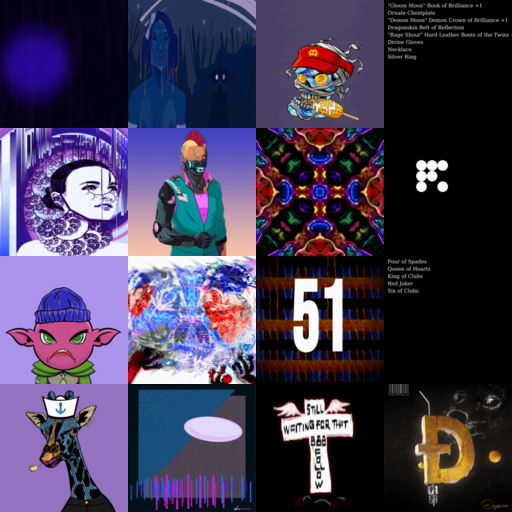 "Gloom Moon" Book of Brilliance +1
Ornate Chestplate
"Demon Moon" Demon Crown of Brilliance +1
Dragonskin Belt of Reflection
"Rage Shout" Hard Leather Boots of the Twins
Divine Gloves
Necklace
Silver Ring
Four of Spades
Queen of Hearts
King of Clubs
Red Joker
Six of Clubs
51
STILL
WAITING FOR THAT
FOLLOW